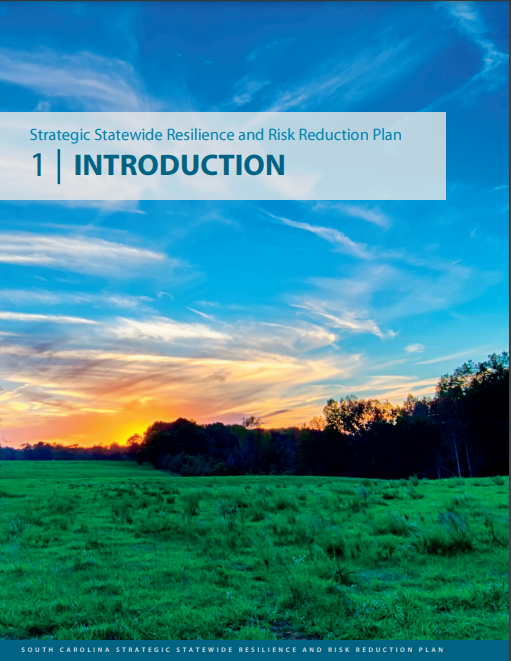 Strategic Statewide Resilience and Risk Reduction Plan
1 | INTRODUCTION
SOUTH CAROLINA STRATEGIC STATEWIDE RESILIENCE AND RISK REDUCTION PLAN